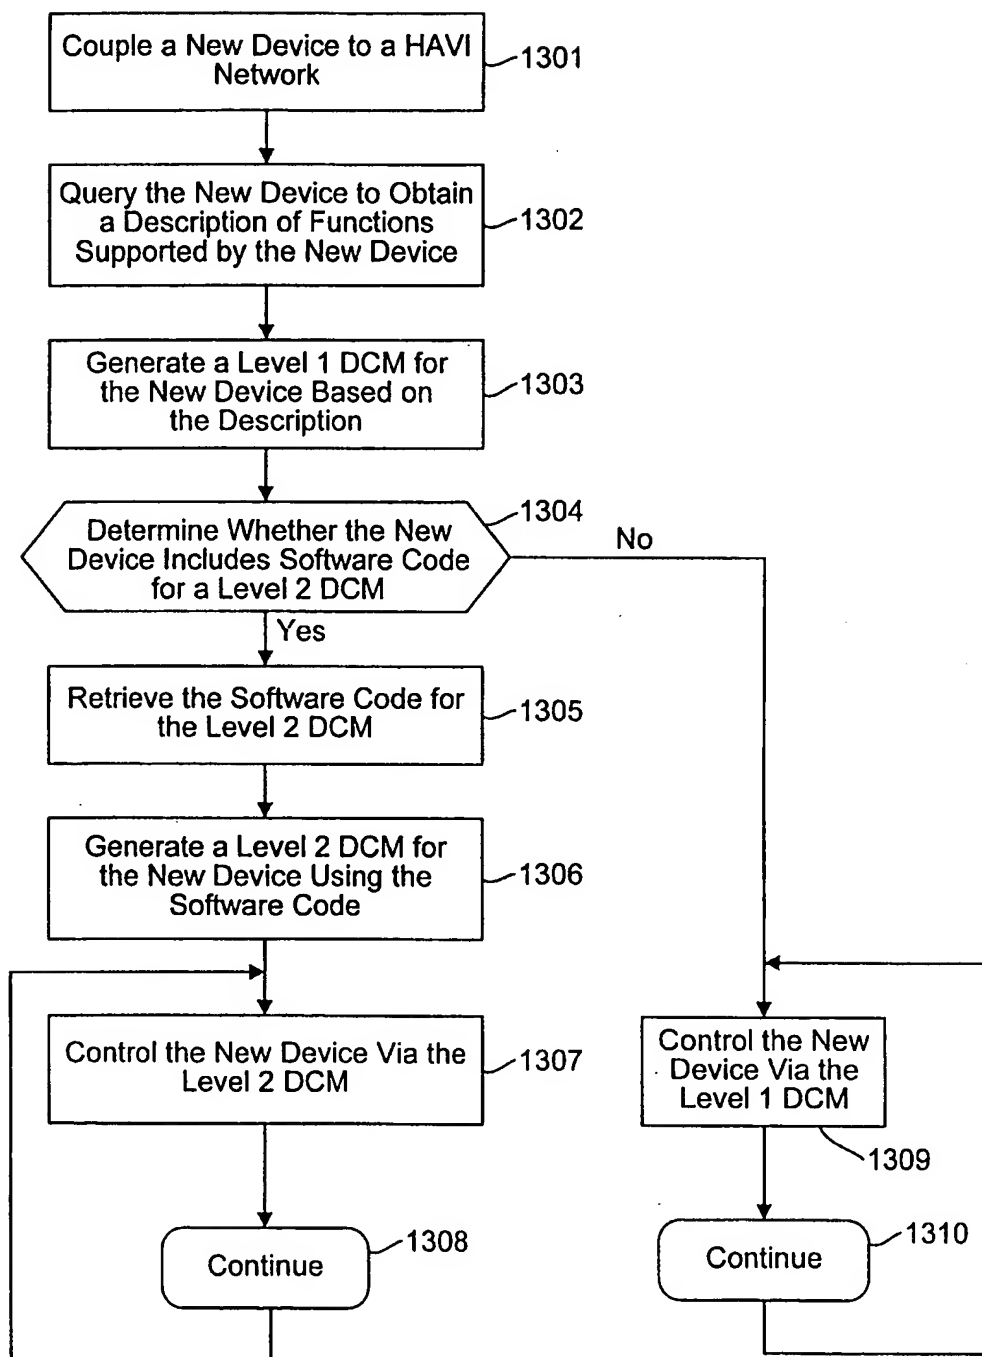 Couple a New Device to a HAVI
Network
1301
Query the New Device to Obtain
a Description of Functions
Supported by the New Device
1302
Generate a Level 1 DCM for
the New Device Based on
the Description
1303
Determine Whether the New
Device Includes Software Code
for a Level 2 DCM
1304
No
Yes
Retrieve the Software Code for
the Level 2 DCM
1305
Generate a Level 2 DCM for
the New Device Using the
Software Code
1306
Control the New Device Via the
Level 2 DCM
1307
Control the New
Device Via the
Level 1 DCM
1309
Continue
1308
Continue
1310